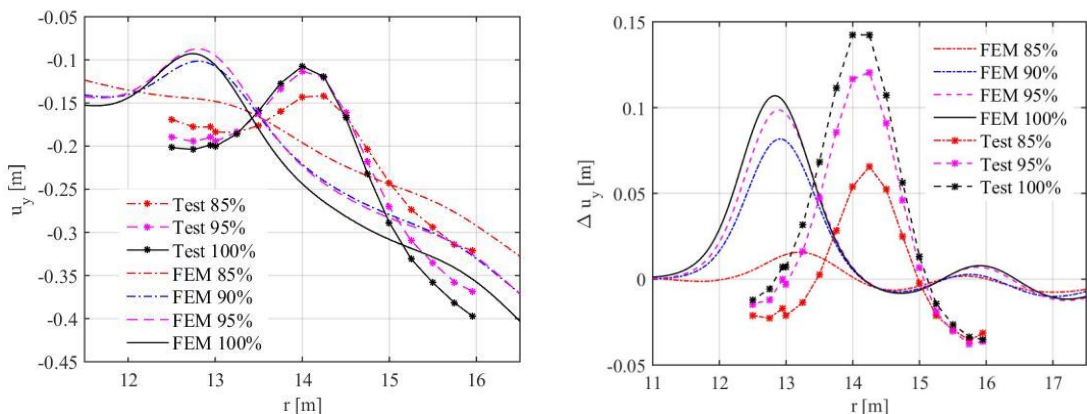 -0.05
-0.1
-0.15
-0.2
-0.25
-0.3
-0.35
-0.4
-0.45
u_y [m]
12 13 14 15 16
r [m]
Test 85%
Test 95%
Test 100%
FEM 85%
FEM 90%
FEM 95%
FEM 100%
0.15
0.1
0.05
0
-0.05
Δ u_y [m]
11 12 13 14 15 16 17
r [m]
FEM 85%
FEM 90%
FEM 95%
FEM 100%
Test 85%
Test 95%
Test 100%